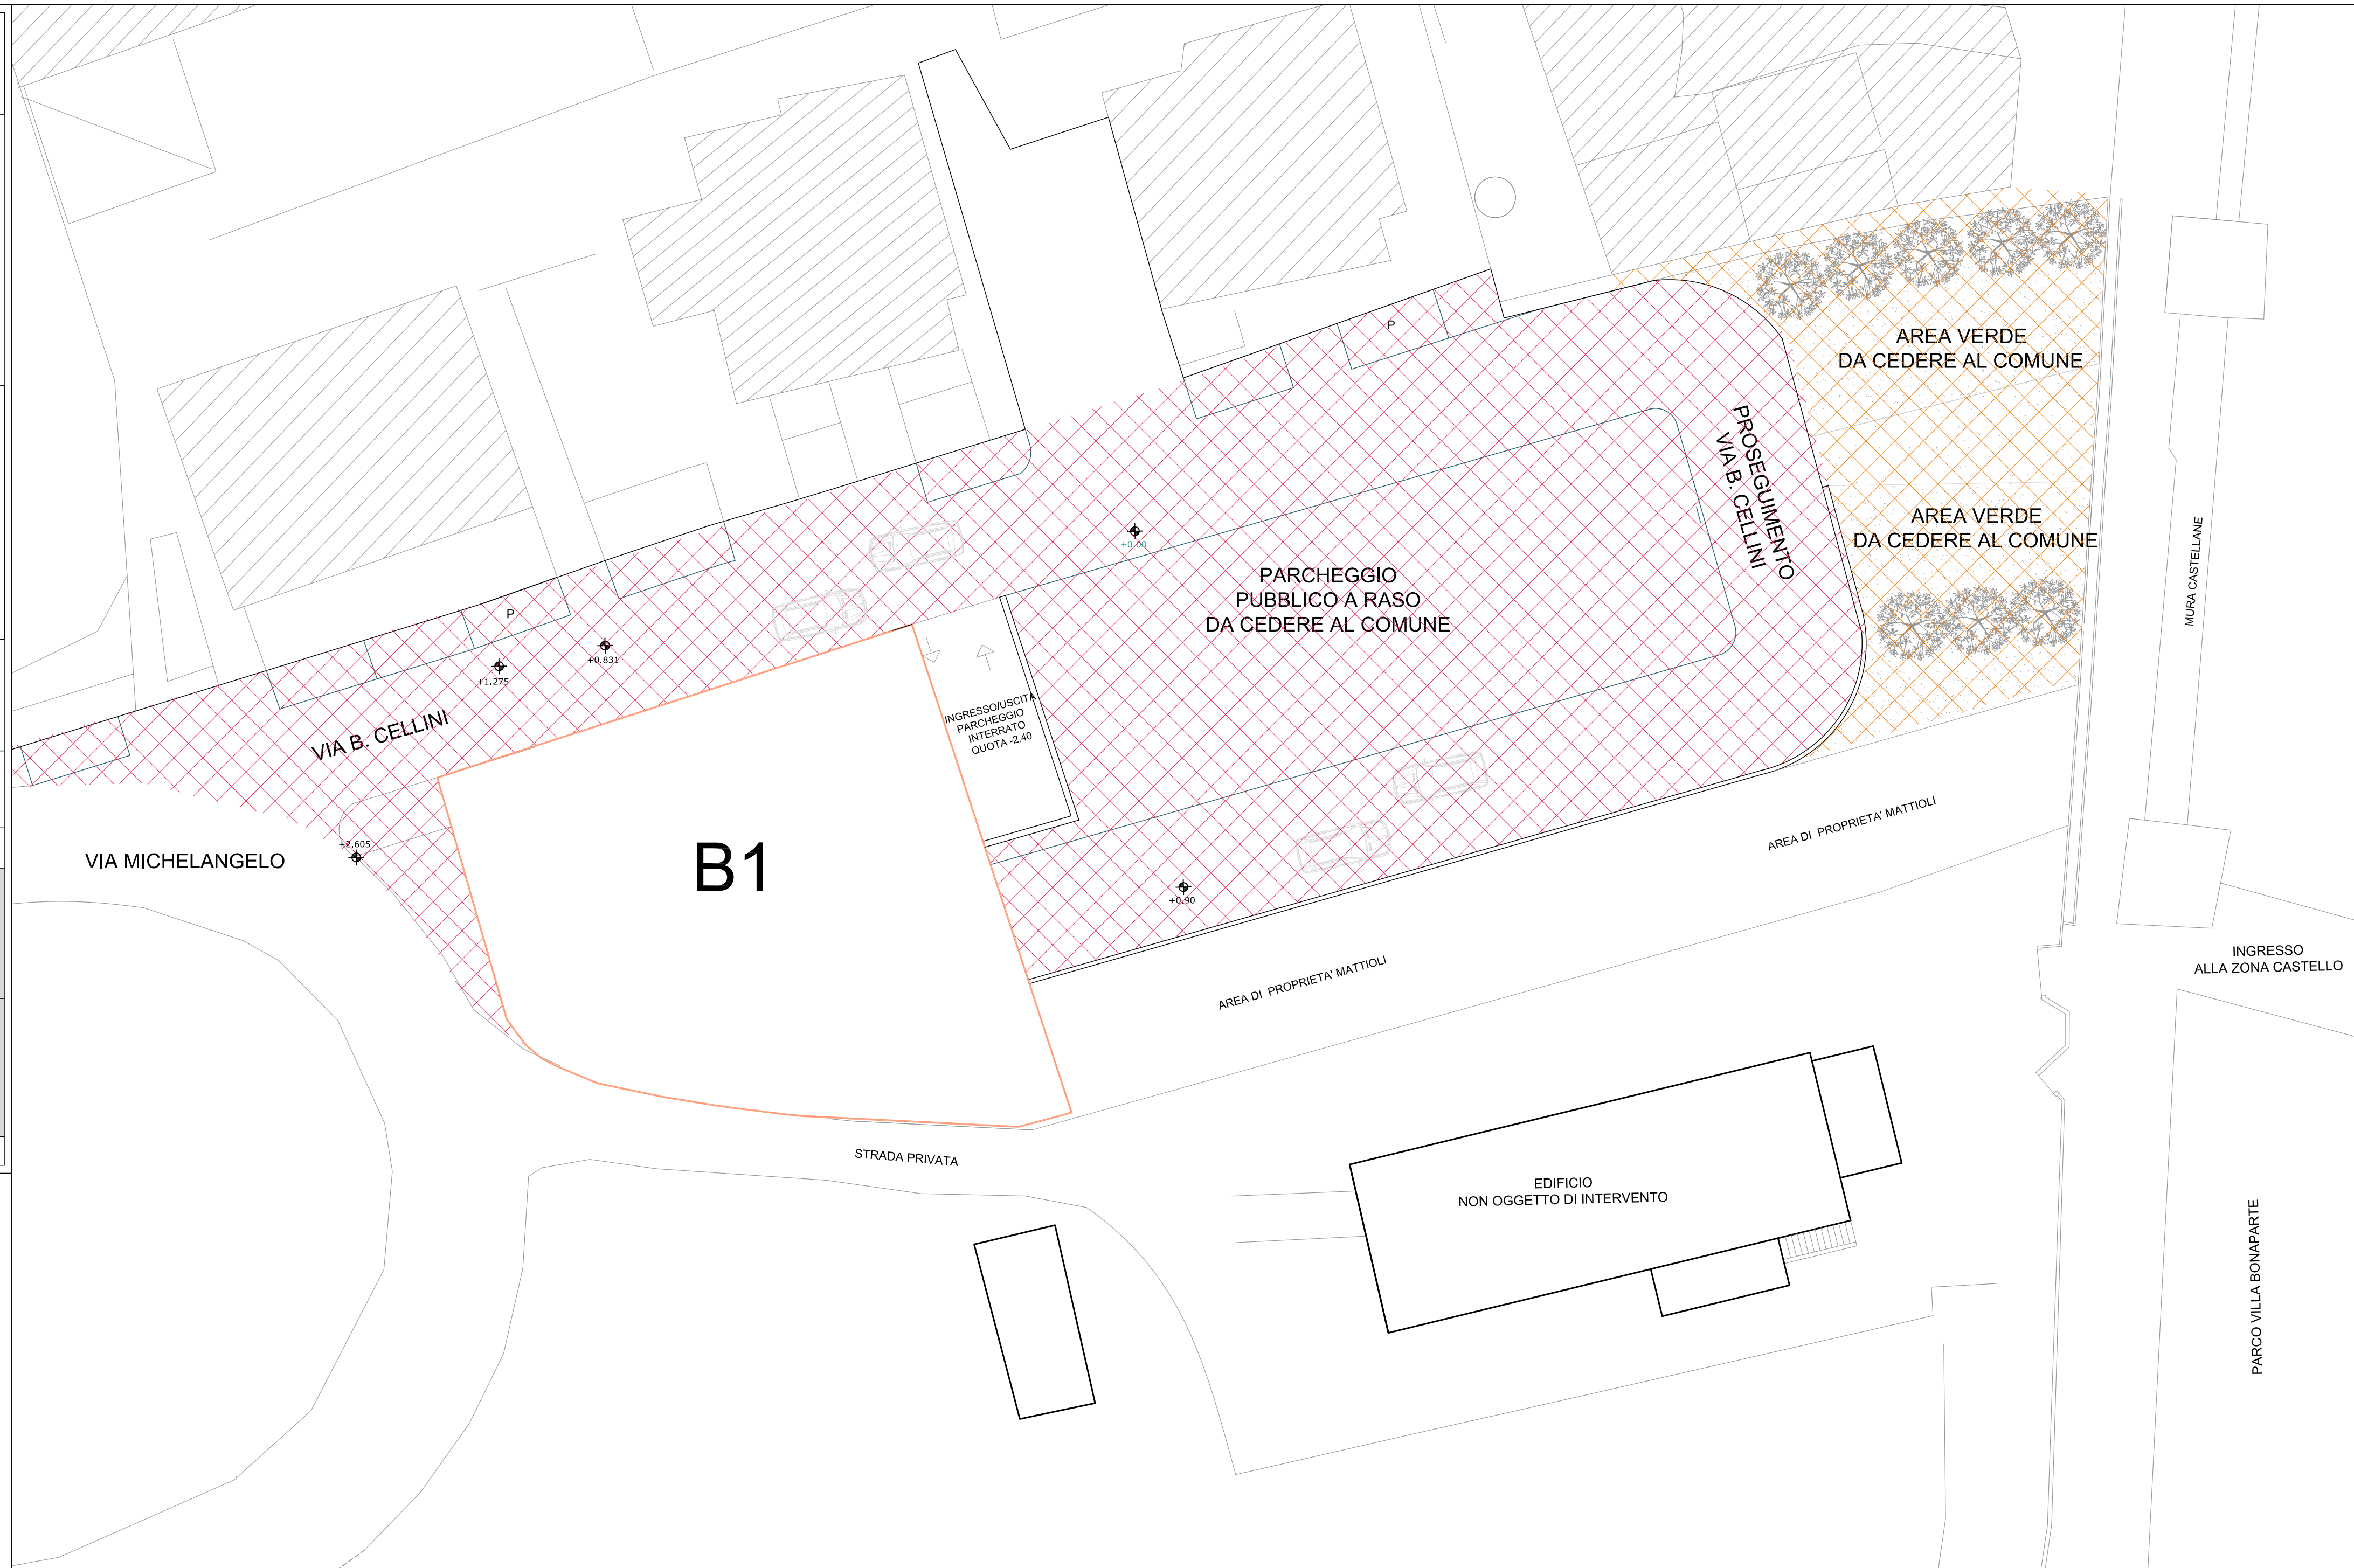 P
AREA VERDE
DA CEDERE AL COMUNE
PROSEGUIMENTO
VIA B. CELLINI
AREA VERDE
DA CEDERE AL COMUNE
MURA CASTELLANE
+0.00
PARCHEGGIO
PUBBLICO A RASO
DA CEDERE AL COMUNE
P
+0.831
+1.275
VIA B. CELLINI
INGRESSO/USCITA
PARCHEGGIO
INTERRATO
QUOTA -2,40
+2.605
VIA MICHELANGELO
B1
+0.90
AREA DI PROPRIETA' MATTIOLI
AREA DI PROPRIETA' MATTIOLI
INGRESSO
ALLA ZONA CASTELLO
STRADA PRIVATA
EDIFICIO
NON OGGETTO DI INTERVENTO
PARCO VILLA BONAPARTE